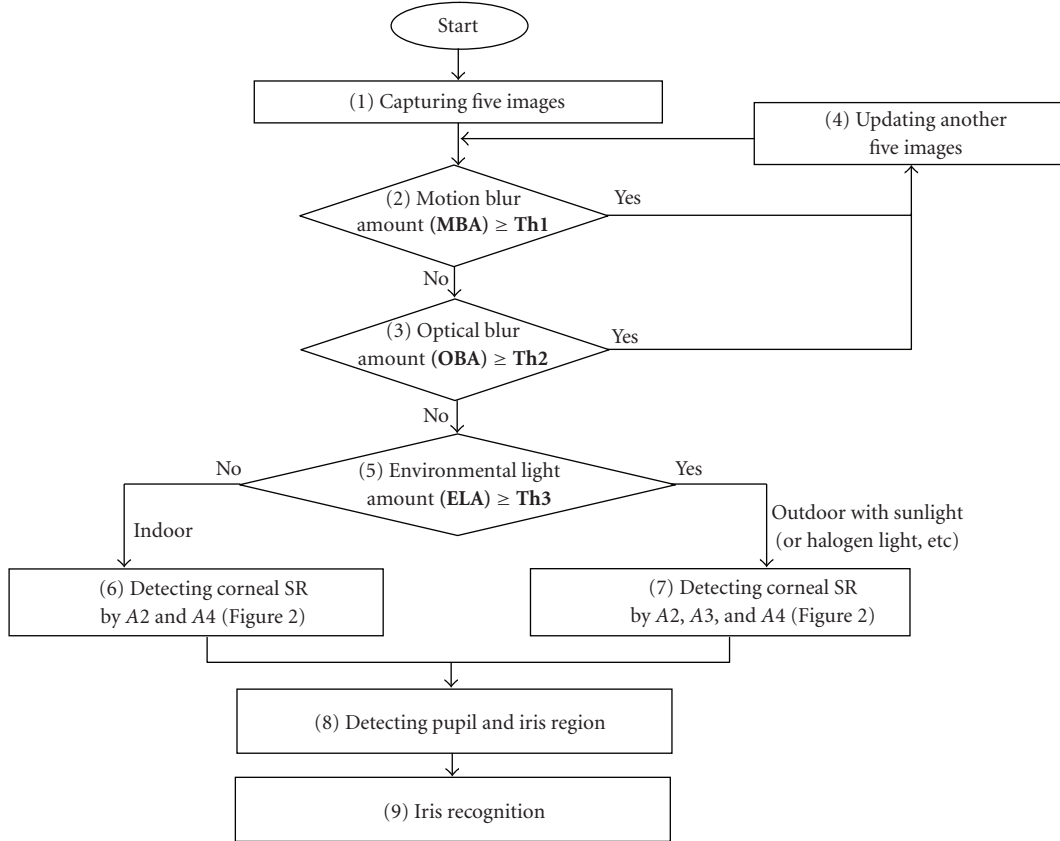 Start
(1) Capturing five images
(4) Updating another
five images
(2) Motion blur
amount (MBA) ≥ Th1
Yes
No
(3) Optical blur
amount (OBA) ≥ Th2
Yes
No
(5) Environmental light
amount (ELA) ≥ Th3
No
Yes
Indoor
Outdoor with sunlight
(or halogen light, etc)
(6) Detecting corneal SR
by A2 and A4 (Figure 2)
(7) Detecting corneal SR
by A2, A3, and A4 (Figure 2)
(8) Detecting pupil and iris region
(9) Iris recognition